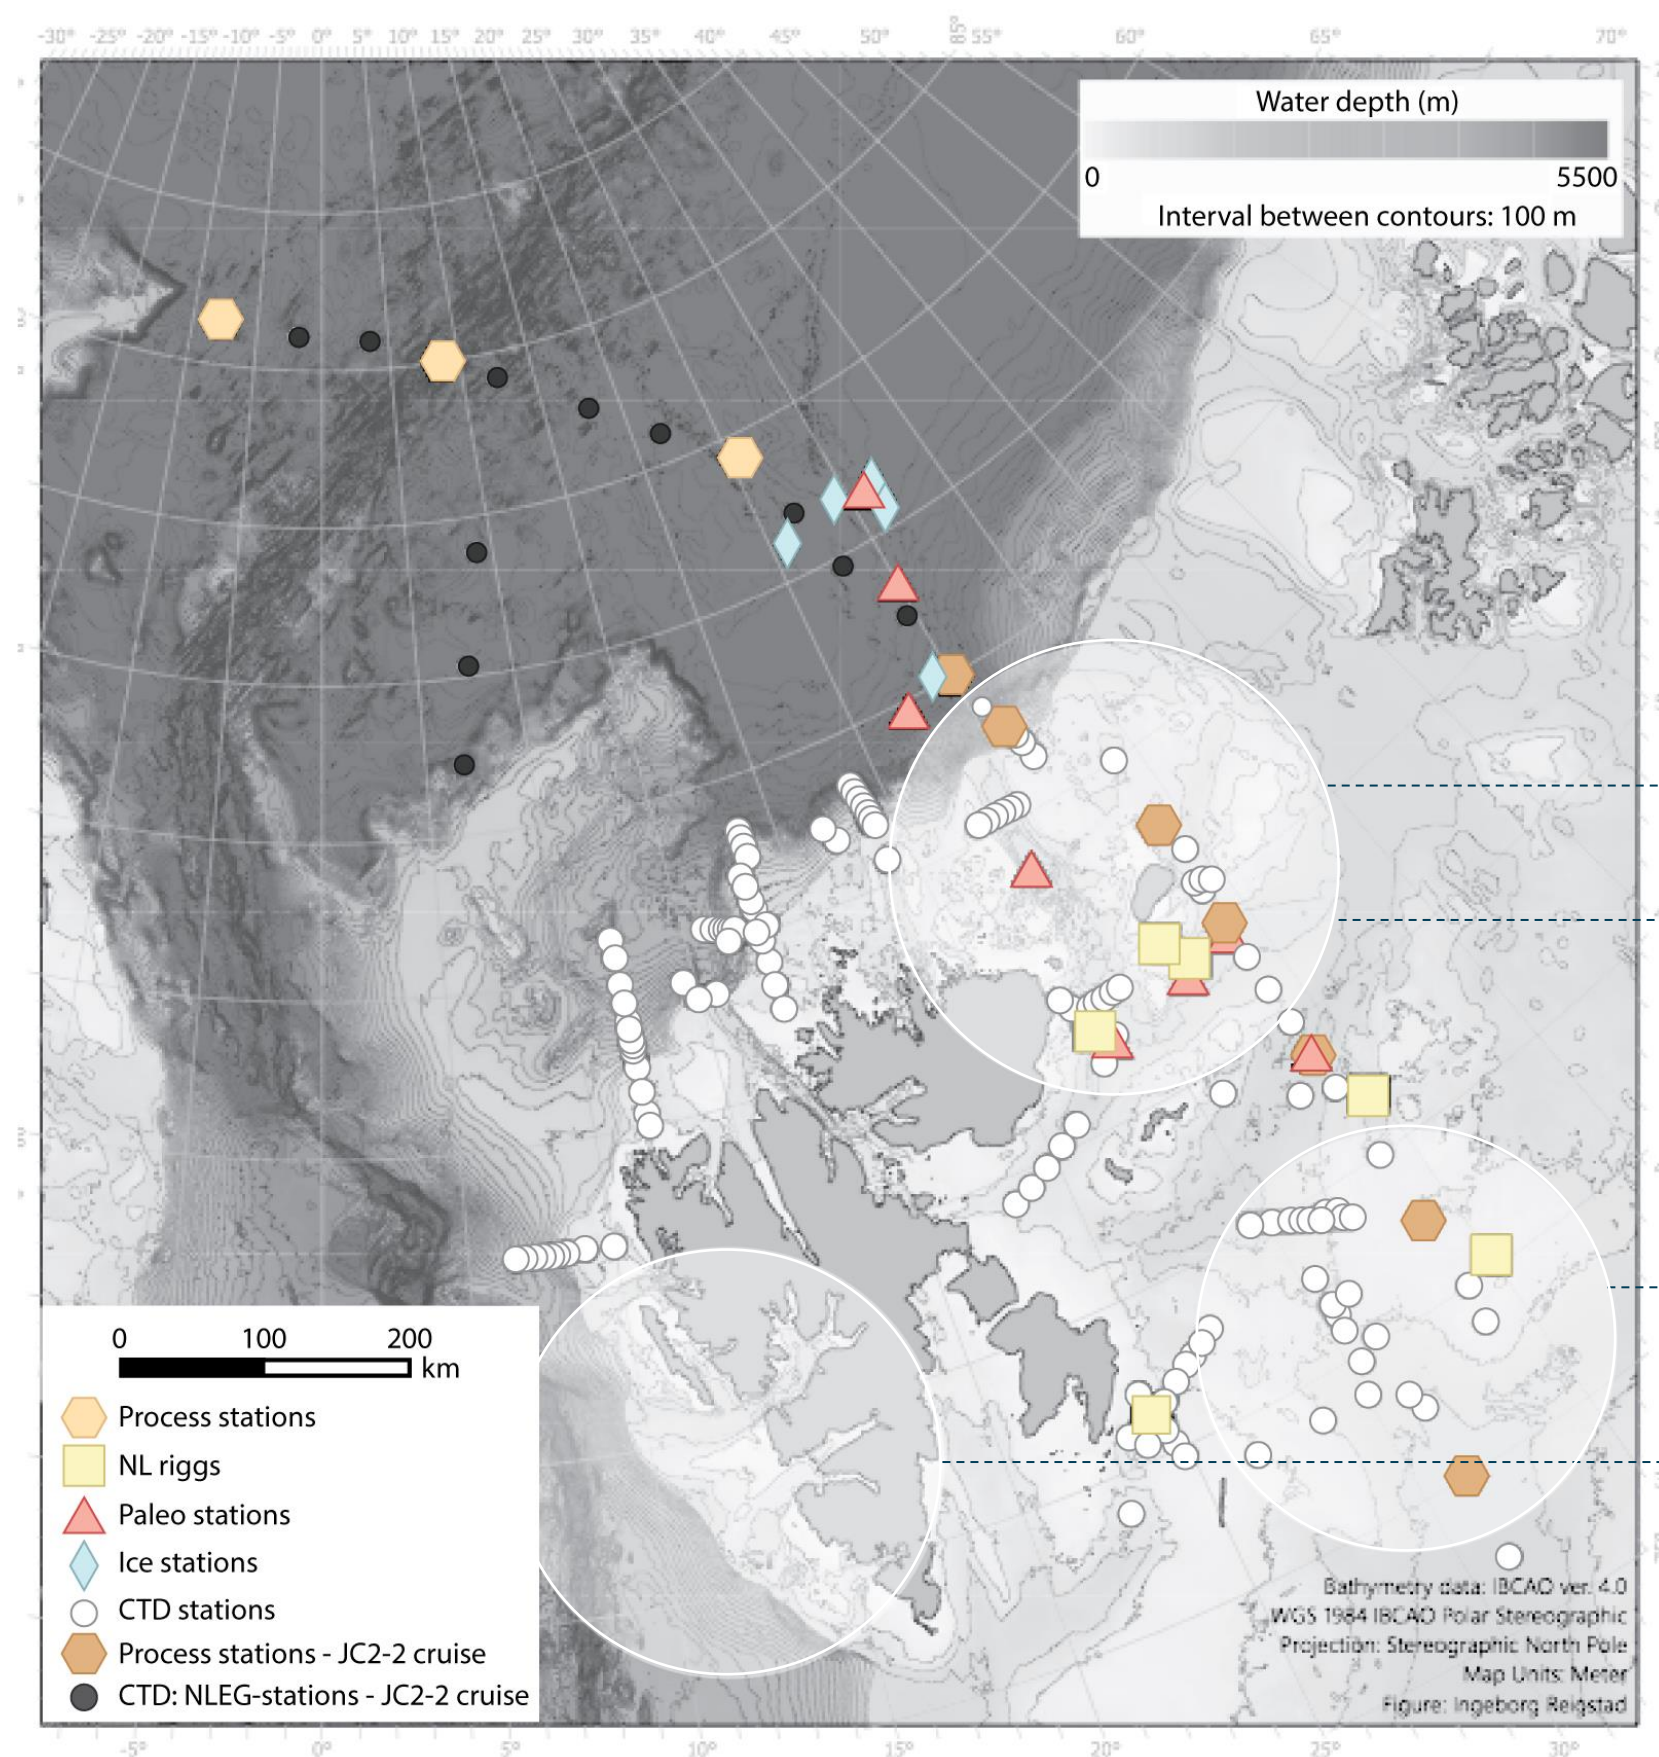 -30° -25° -20° -15° -10° -5° 0° 5° 10° 15° 20° 25° 30° 35° 40° 45° 50° 85° 55° 60° 65° 70°
Water depth (m)
0 5500
Interval between contours: 100 m
0 100 200
km
Process stations
NL riggs
Paleo stations
Ice stations
CTD stations
Process stations - JC2-2 cruise
CTD: NLEG-stations - JC2-2 cruise
Bathymetry data: IBCAO ver. 4.0
WGS 1984 IBCAO Polar Stereographic
Projection: Stereographic North Pole
Map Units: Meter
Figure: Ingeborg Reigstad
-5° 0° 5° 10° 15° 20° 25° 30°